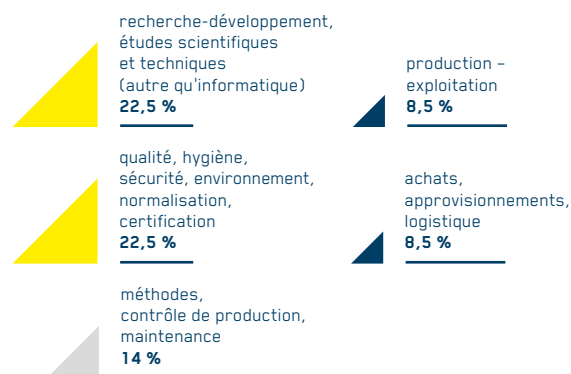 recherche-développement,
études scientifiques
et techniques
(autre qu'informatique)
22,5 %
production –
exploitation
8,5 %
qualité, hygiène,
sécurité, environnement,
normalisation,
certification
22,5 %
achats,
approvisionnements,
logistique
8,5 %
méthodes,
contrôle de production,
maintenance
14 %